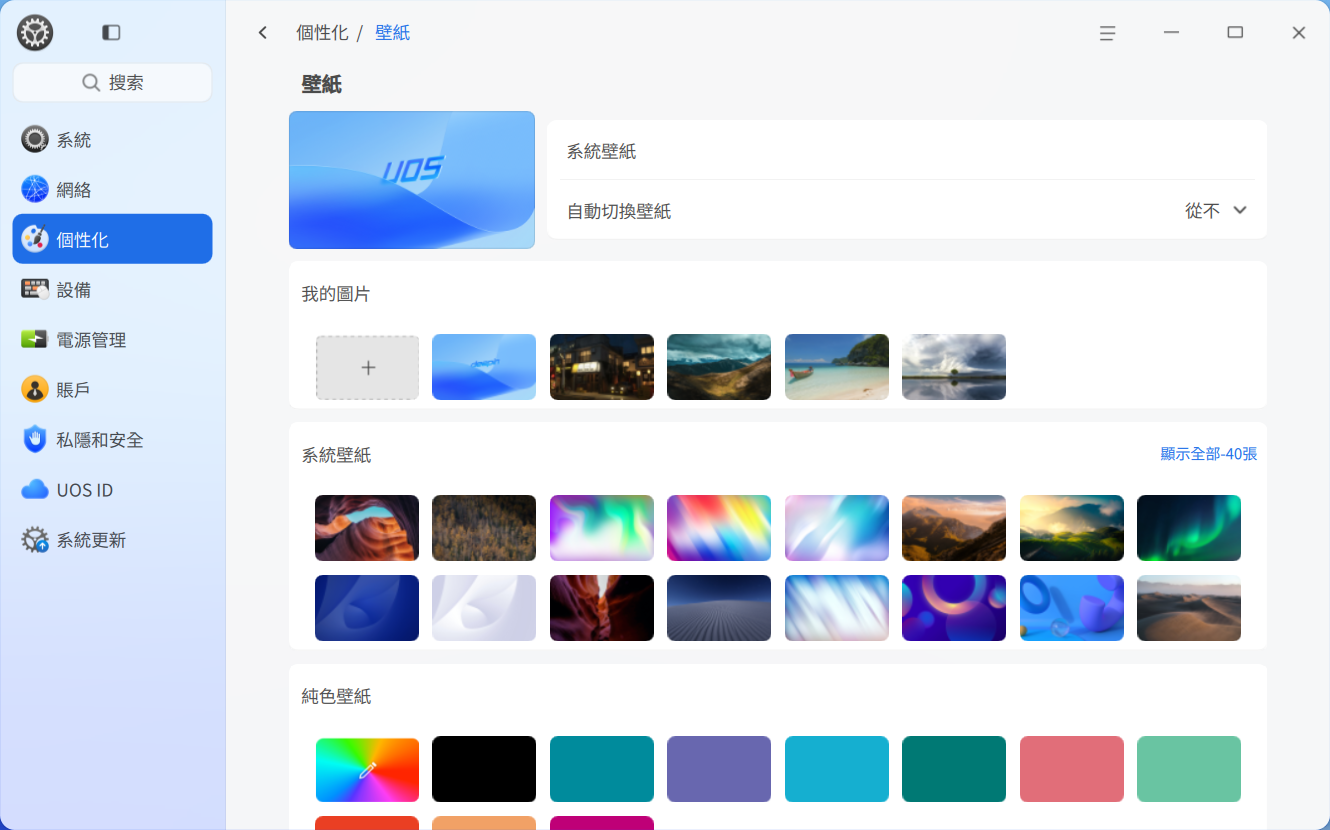 個性化 / 壁紙
搜索
系統
網絡
個性化
設備
電源管理
賬戶
私隱和安全
UOS ID
系統更新
壁紙
UOS
系統壁紙
自動切換壁紙
從不
我的圖片
系統壁紙
顯示全部-40張
純色壁紙